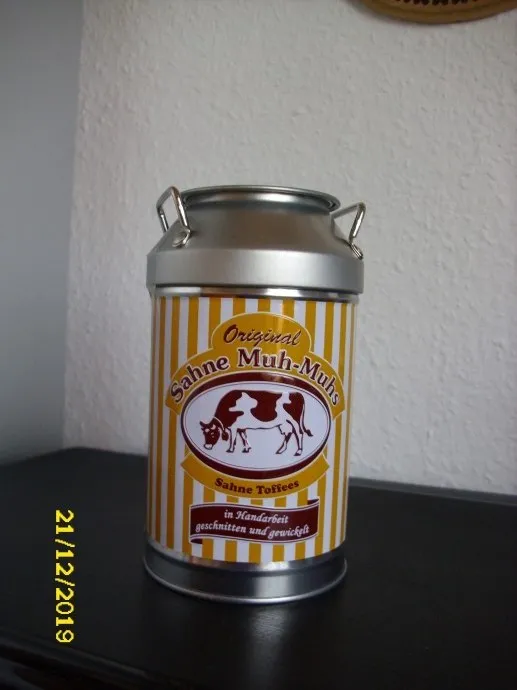 Original
Sahne Muh-Muhs
Sahne Toffees
in Handarbeit
geschnitten und gewickelt
21/12/2019